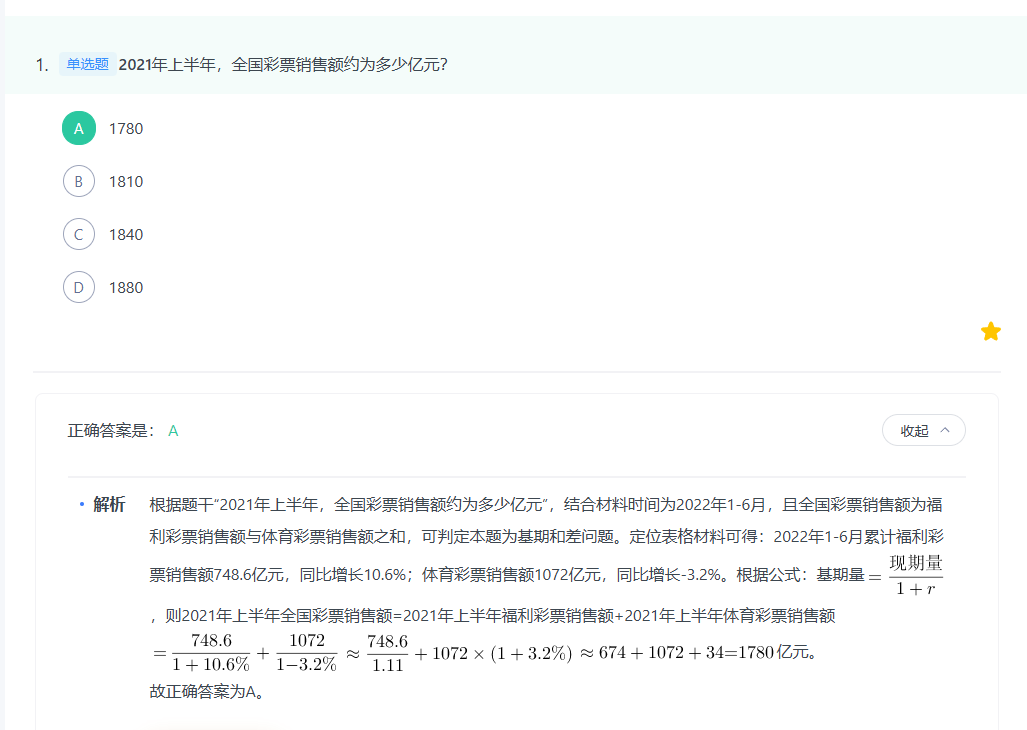 1. 单选题 2021年上半年，全国彩票销售额约为多少亿元？
A 1780
B 1810
C 1840
D 1880
正确答案是： A
收起
• 解析 根据题干“2021年上半年，全国彩票销售额约为多少亿元”，结合材料时间为2022年1-6月，且全国彩票销售额为福
利彩票销售额与体育彩票销售额之和，可判定本题为基期和差问题。定位表格材料可得：2022年1-6月累计福利彩
票销售额748.6亿元，同比增长10.6%；体育彩票销售额1072亿元，同比增长-3.2%。根据公式：基期量 = 现期量/(1 + r)
，则2021年上半年全国彩票销售额=2021年上半年福利彩票销售额+2021年上半年体育彩票销售额
= 748.6/(1 + 10.6%) + 1072/(1−3.2%) ≈ 748.6/1.11 + 1072 × (1 + 3.2%) ≈ 674 + 1072 + 34=1780亿元。
故正确答案为A。